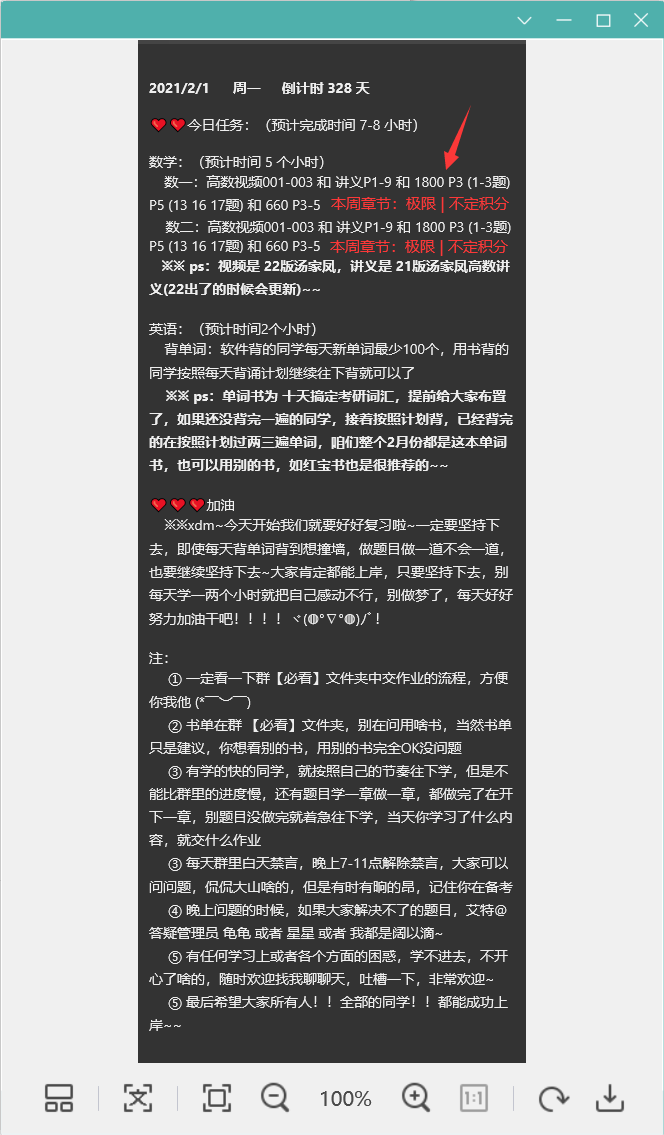 2021/2/1 周一 倒计时 328 天
今日任务：（预计完成时间 7-8 小时）
数学：（预计时间 5 个小时）
数一：高数视频001-003 和 讲义P1-9 和 1800 P3 (1-3题)
P5 (13 16 17题) 和 660 P3-5 本周章节：极限 | 不定积分
数二：高数视频001-003 和 讲义P1-9 和 1800 P3 (1-3题)
P5 (13 16 17题) 和 660 P3-5 本周章节：极限 | 不定积分
※※ ps：视频是 22版汤家凤，讲义是 21版汤家凤高数讲
义(22出了的时候会更新)~~
英语：（预计时间2个小时）
背单词：软件背的同学每天新单词最少100个，用书背的
同学按照每天背诵计划继续往下背就可以了
※※ ps：单词书为 十天搞定考研词汇，提前给大家布置
了，如果还没背完一遍的同学，接着按照计划背，已经背完
的在按照计划过两三遍单词，咱们整个2月份都是这本单词
书，也可以用别的书，如红宝书也是很推荐的~~
加油
※※xdm~今天开始我们就要好好复习啦~一定要坚持下
去，即使每天背单词背到想撞墙，做题目做一道不会一道，
也要继续坚持下去~大家肯定都能上岸，只要坚持下去，别
每天学一两个小时就把自己感动不行，别做梦了，每天好好
努力加油干吧！！！！ヾ(◍°∇°◍)ﾉﾞ！
注：
① 一定看一下群【必看】文件夹中交作业的流程，方便
你我他 (*￣︶￣)
② 书单在群 【必看】文件夹，别在问用啥书，当然书单
只是建议，你想看别的书，用别的书完全OK没问题
③ 有学的快的同学，就按照自己的节奏往下学，但是不
能比群里的进度慢，还有题目学一章做一章，都做完了在开
下一章，别题目没做完就着急往下学，当天你学习了什么内
容，就交什么作业
③ 每天群里白天禁言，晚上7-11点解除禁言，大家可以
问问题，侃侃大山啥的，但是有时有晌的昂，记住你在备考
④ 晚上问题的时候，如果大家解决不了的题目，艾特@
答疑管理员 龟龟 或者 星星 或者 我都是阔以滴~
⑤ 有任何学习上或者各个方面的困惑，学不进去，不开
心了啥的，随时欢迎找我聊聊天，吐槽一下，非常欢迎~
⑤ 最后希望大家所有人！！全部的同学！！都能成功上
岸~~
100% 1:1